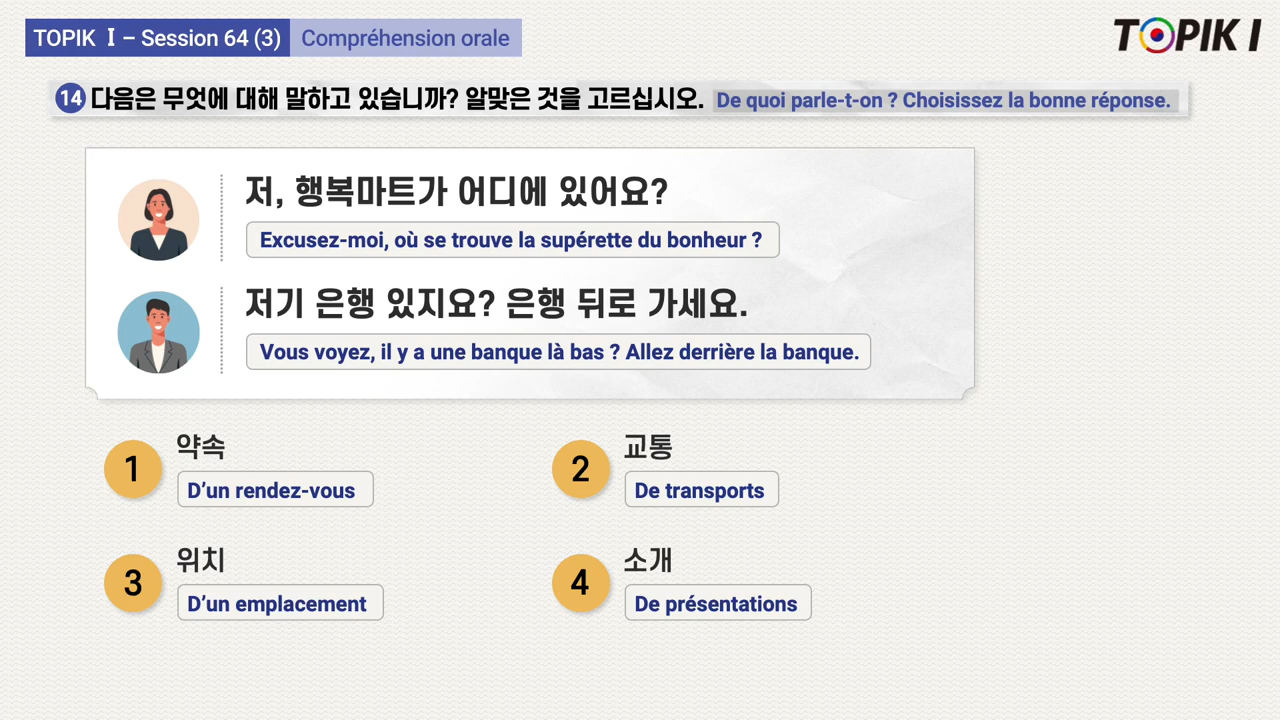 TOPIK Ⅰ – Session 64 (3) Compréhension orale
TOPIK I
14 다음은 무엇에 대해 말하고 있습니까? 알맞은 것을 고르십시오. De quoi parle-t-on ? Choisissez la bonne réponse.
저, 행복마트가 어디에 있어요?
Excusez-moi, où se trouve la supérette du bonheur ?
저기 은행 있지요? 은행 뒤로 가세요.
Vous voyez, il y a une banque là bas ? Allez derrière la banque.
1 약속
D’un rendez-vous
2 교통
De transports
3 위치
D’un emplacement
4 소개
De présentations